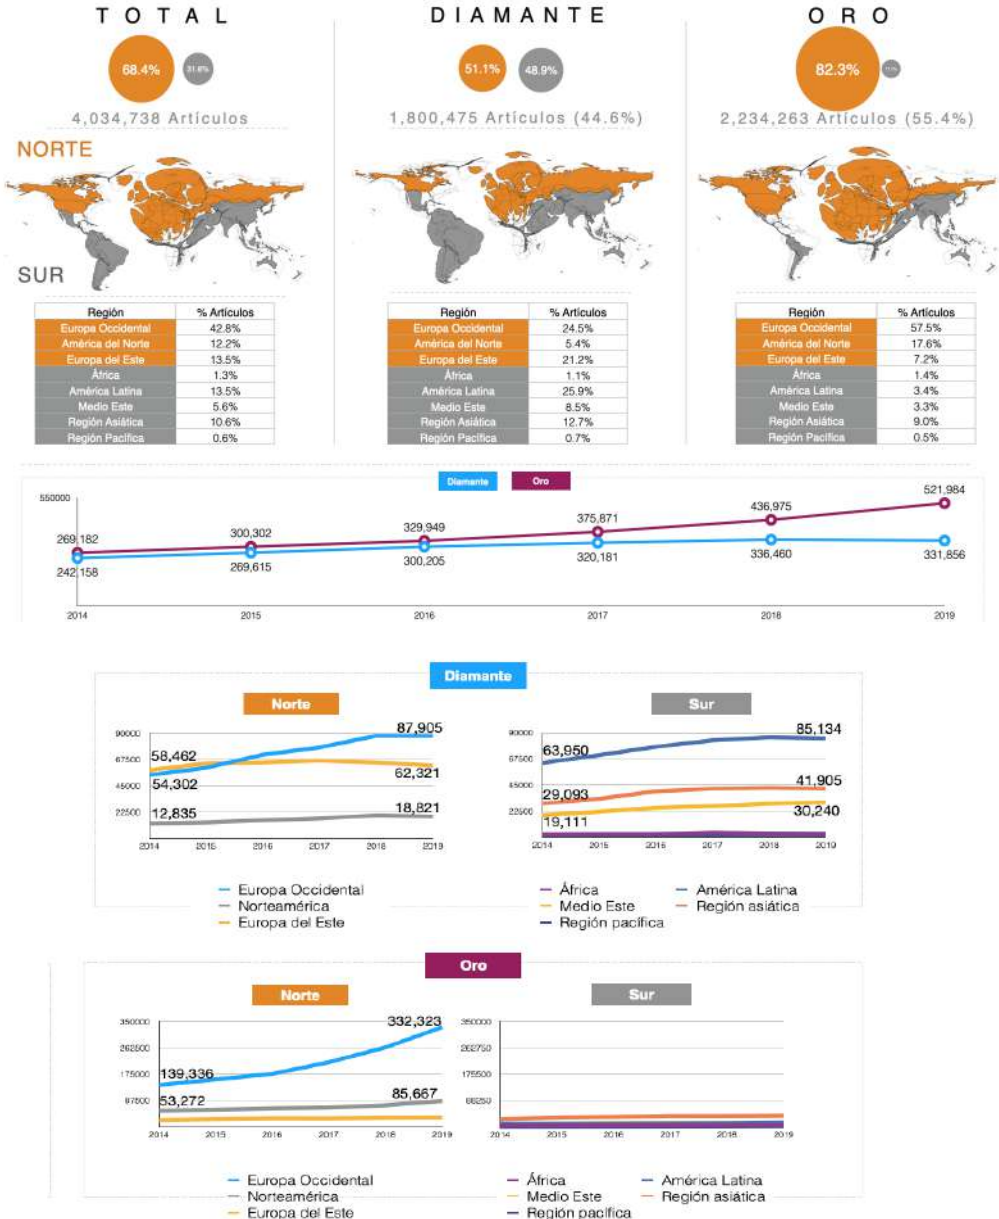 TOTAL
68.4%
31.6%
4,034,738 Artículos
DIAMANTE
51.1%
48.9%
1,800,475 Artículos (44.6%)
ORO
82.3%
2,234,263 Artículos (55.4%)
NORTE
SUR
Región % Artículos
Europa Occidental 42.8%
América del Norte 12.2%
Europa del Este 13.5%
África 1.3%
América Latina 13.5%
Medio Este 5.6%
Región Asiática 10.6%
Región Pacífica 0.6%
Región % Artículos
Europa Occidental 24.5%
América del Norte 5.4%
Europa del Este 21.2%
África 1.1%
América Latina 25.9%
Medio Este 8.5%
Región Asiática 12.7%
Región Pacífica 0.7%
Región % Artículos
Europa Occidental 57.5%
América del Norte 17.6%
Europa del Este 7.2%
África 1.4%
América Latina 3.4%
Medio Este 3.3%
Región Asiática 9.0%
Región Pacífica 0.5%
Diamante Oro
550000
269,182 300,302 329,949 375,871 436,975 521,984
242,158 269,615 300,205 320,181 336,460 331,856
2014 2015 2016 2017 2018 2019
Diamante
Norte
90000
67500
45000
22500
58,462 87,905
54,302 62,321
12,835 18,821
2014 2015 2016 2017 2018 2019
Europa Occidental
Norteamérica
Europa del Este
Sur
90000
67500
45000
22500
63,950 85,134
29,093 41,905
19,111 30,240
2014 2015 2016 2017 2018 2019
África América Latina
Medio Este Región asiática
Región pacífica
Oro
Norte
350000
262500
175000
87500
139,336 332,323
53,272 85,667
2014 2015 2016 2017 2018 2019
Europa Occidental
Norteamérica
Europa del Este
Sur
350000
262750
175500
88250
2014 2015 2016 2017 2018 2019
África América Latina
Medio Este Región asiática
Región pacífica